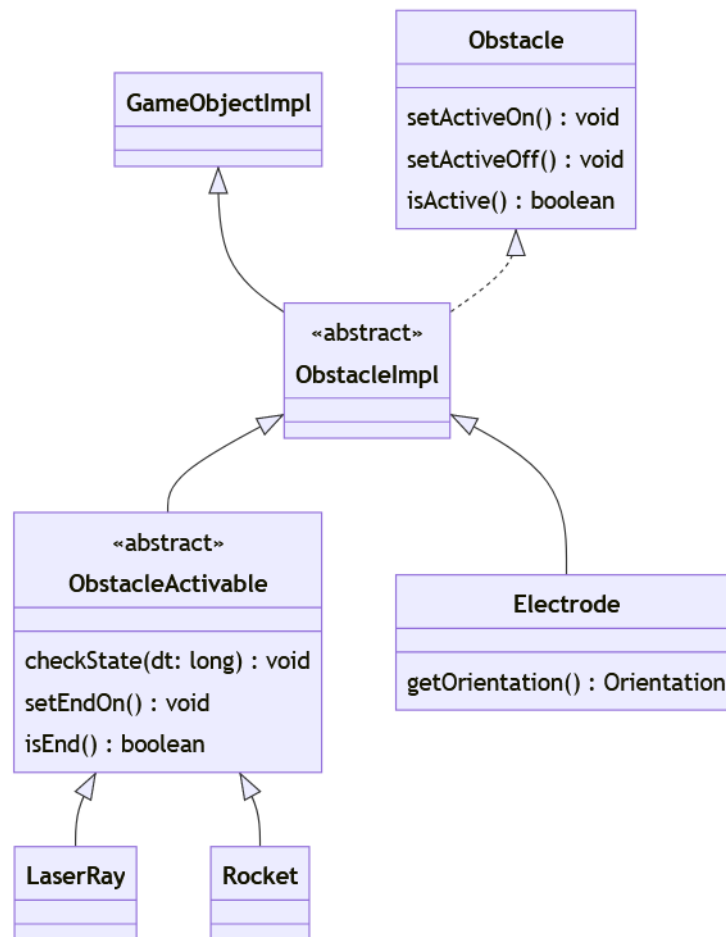 Obstacle
setActiveOn() : void
setActiveOff() : void
isActive() : boolean
GameObjectImpl
«abstract»
ObstacleImpl
«abstract»
ObstacleActivable
checkState(dt: long) : void
setEndOn() : void
isEnd() : boolean
Electrode
getOrientation() : Orientation
LaserRay
Rocket